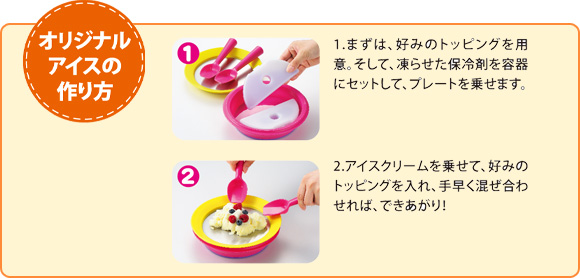 オリジナル
アイスの
作り方
1
1.まずは、好みのトッピングを用
意。そして、凍らせた保冷剤を容器
にセットして、プレートを乗せます。
2
2.アイスクリームを乗せて、好みの
トッピングを入れ、手早く混ぜ合わ
せれば、できあがり!